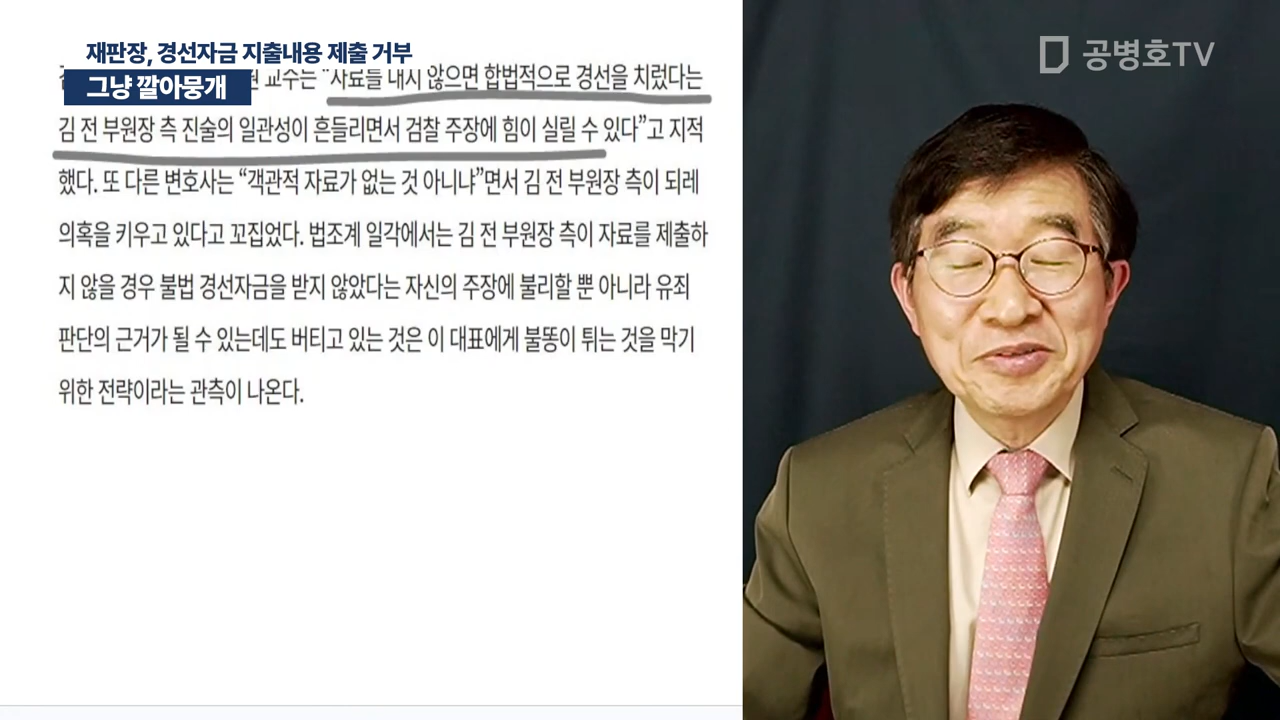 재판장, 경선자금 지출내용 제출 거부
그냥 깔아뭉개
공병호TV
교수는 “자료를 내지 않으면 합법적으로 경선을 치렀다는
김 전 부원장 측 진술의 일관성이 흔들리면서 검찰 주장에 힘이 실릴 수 있다”고 지적
했다. 또 다른 변호사는 “객관적 자료가 없는 것 아니냐”면서 김 전 부원장 측이 되레
의혹을 키우고 있다고 꼬집었다. 법조계 일각에서는 김 전 부원장 측이 자료를 제출하
지 않을 경우 불법 경선자금을 받지 않았다는 자신의 주장에 불리할 뿐 아니라 유죄
판단의 근거가 될 수 있는데도 버티고 있는 것은 이 대표에게 불똥이 튀는 것을 막기
위한 전략이라는 관측이 나온다.